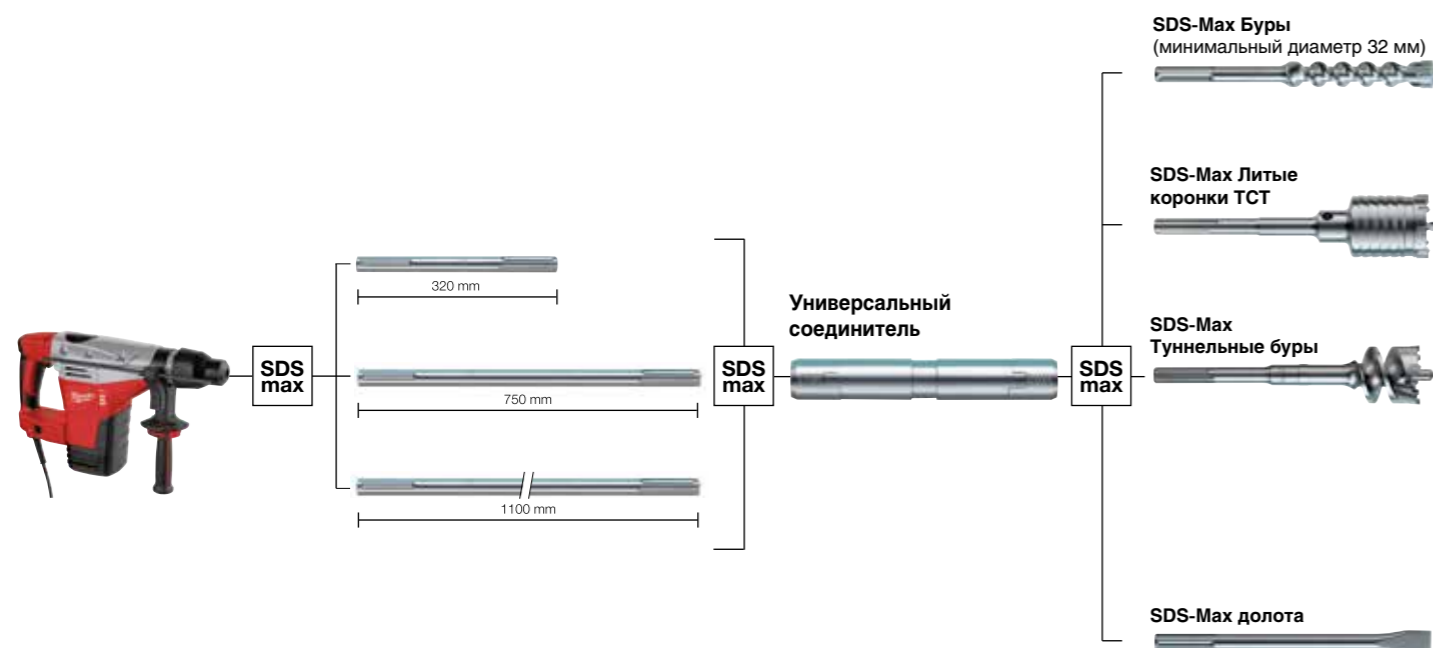 SDS-Max Буры
(минимальный диаметр 32 мм)
SDS-Max Литые
коронки ТСТ
320 mm
Универсальный
соединитель
SDS-Max
Туннельные буры
SDS
max
SDS
max
SDS
max
750 mm
1100 mm
SDS-Max долота